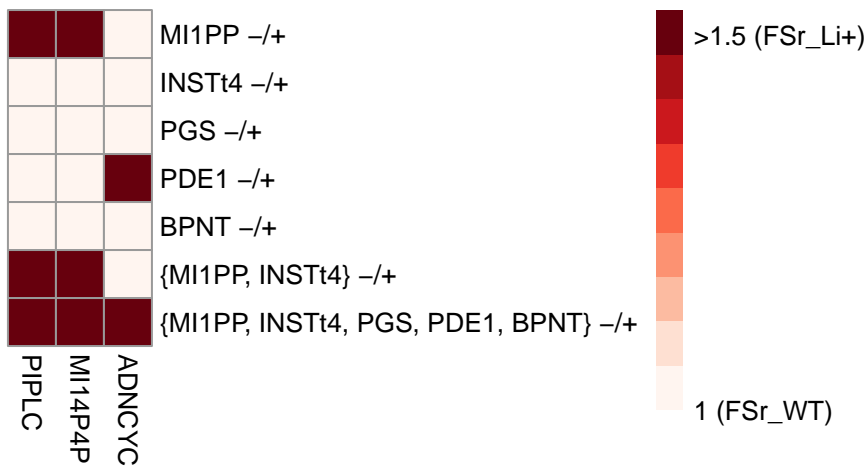 MI1PP −/+
INSTt4 −/+
PGS −/+
PDE1 −/+
BPNT −/+
{MI1PP, INSTt4} −/+
{MI1PP, INSTt4, PGS, PDE1, BPNT} −/+
PIPLC
MI14P4P
ADNCYC
>1.5 (FSr_Li+)
1 (FSr_WT)